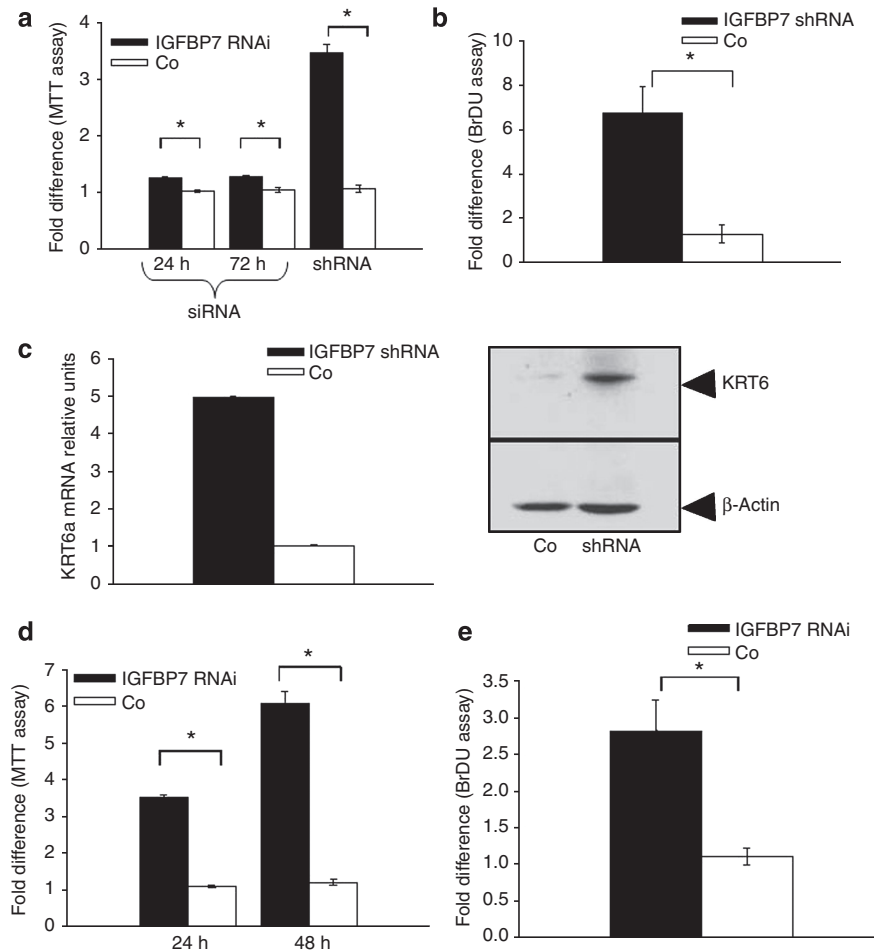 a
Fold difference (MTT assay)
4
3
2
1
0
IGFBP7 RNAi
Co
*
*
*
24 h
72 h
shRNA
siRNA
b
Fold difference (BrDU assay)
10
8
6
4
2
0
IGFBP7 shRNA
Co
*
c
KRT6a mRNA relative units
6
5
4
3
2
1
0
IGFBP7 shRNA
Co
KRT6
β-Actin
Co
shRNA
d
Fold difference (MTT assay)
7
6
5
4
3
2
1
0
IGFBP7 RNAi
Co
*
*
24 h
48 h
e
Fold difference (BrDU assay)
3.5
3.0
2.5
2.0
1.5
1.0
0.5
0.0
IGFBP7 RNAi
Co
*